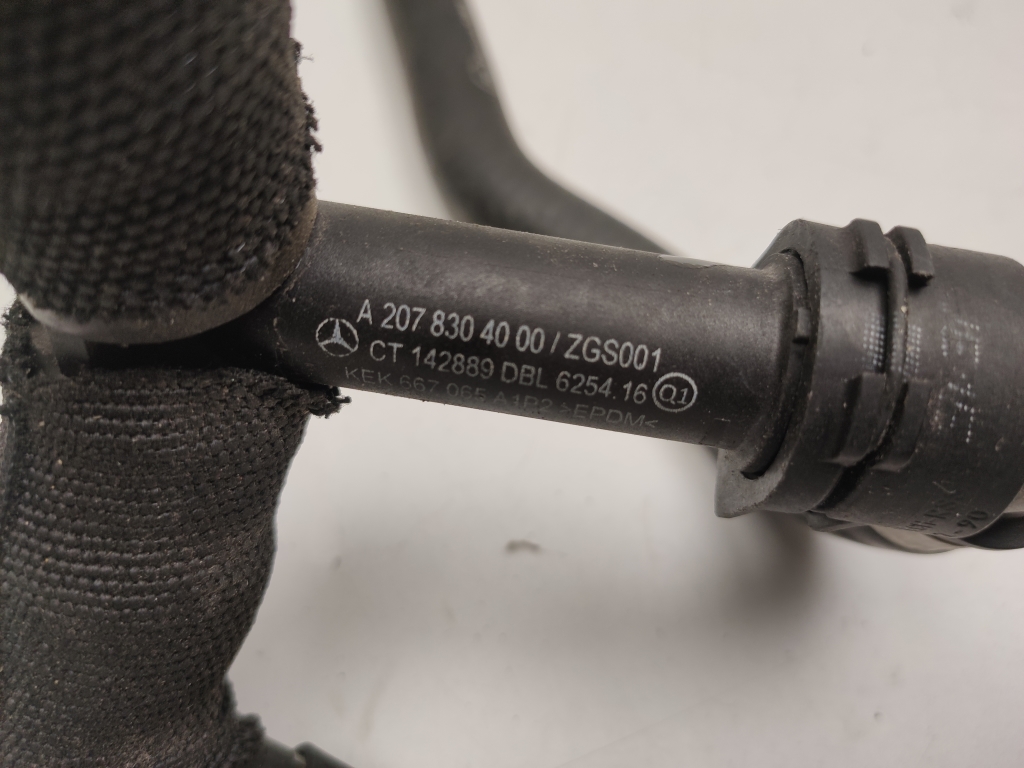 A 207 830 40 00 / ZGS001
CT 142889 DBL 6254.16 Q1
KEK 667 065 A1B2 >EPDM<